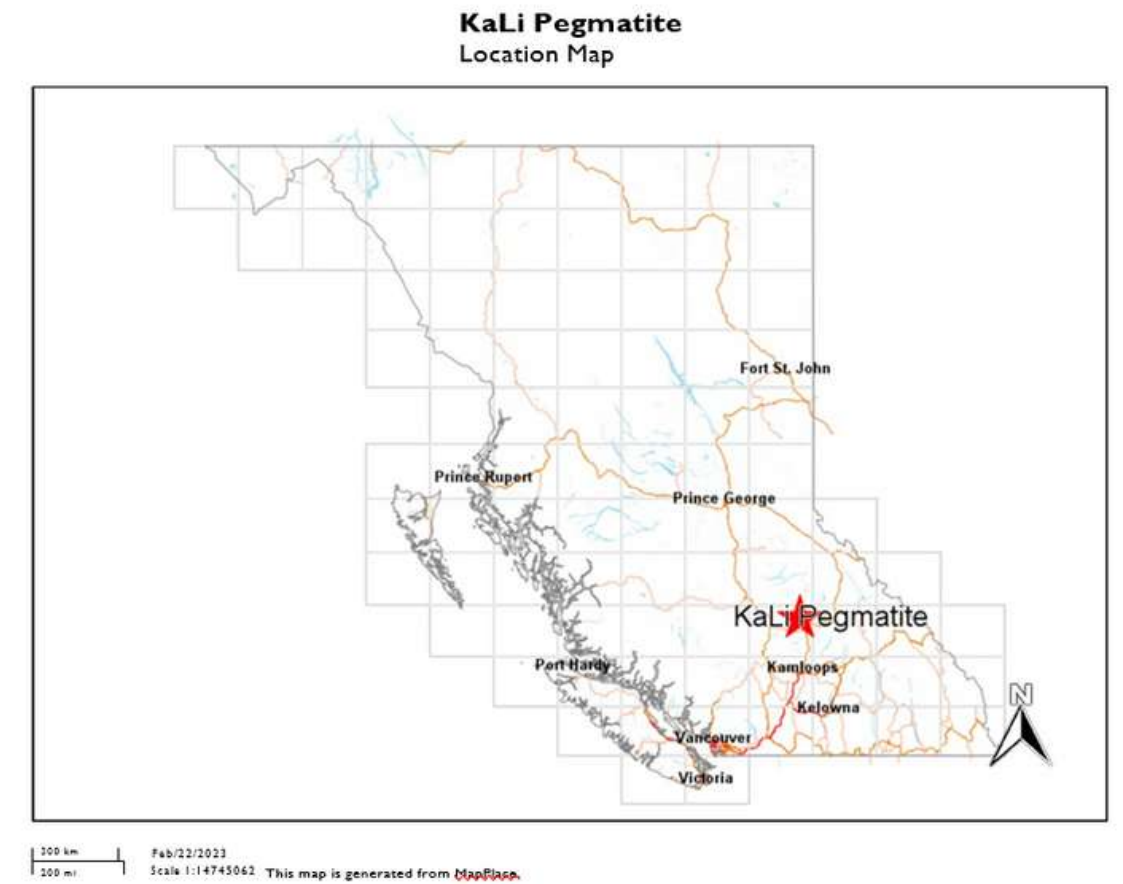 KaLi Pegmatite
Location Map
Fort St. John
Prince Rupert
Prince George
KaLi Pegmatite
Port Hardy
Kamloops
Kelowna
N
Vancouver
Victoria
300 km
200 mi
Feb/22/2023
Scale 1:14745062 This map is generated from MapPlace.